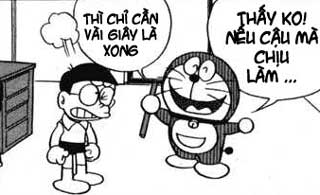 THÌ CHỈ CẦN
VÀI GIÂY LÀ
XONG
THẤY KO!
NẾU CẬU MÀ
CHỊU
LÀM ...